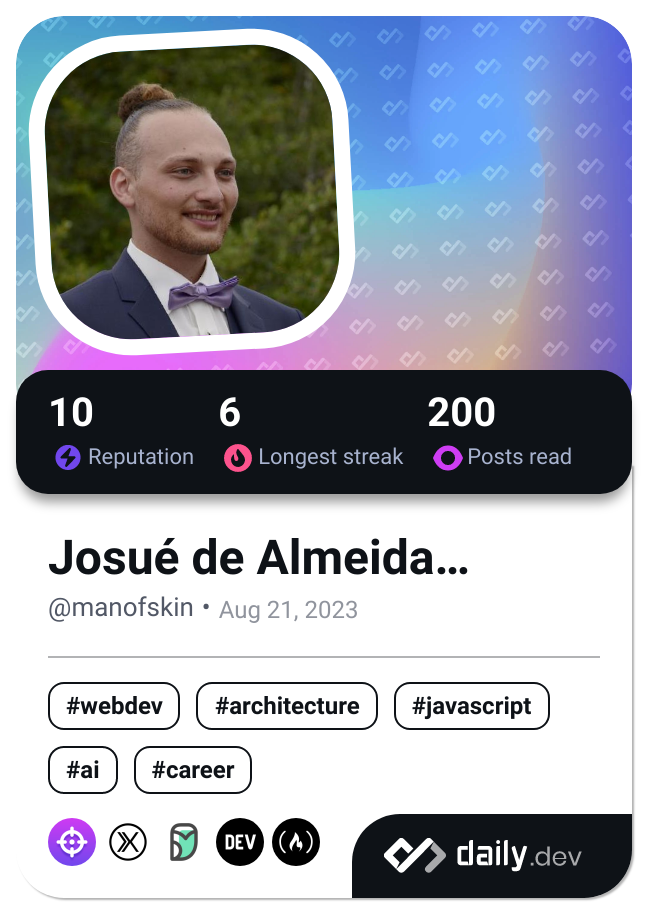 10 6 200
Reputation Longest streak Posts read
Josué de Almeida...
@manofskin • Aug 21, 2023
#webdev #architecture #javascript
#ai #career
DEV daily.dev